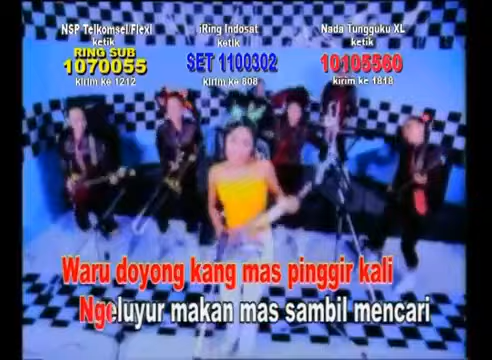 NSP Telkomsel/Flexi
ketik
RING SUB
1070055
kirim ke 1212
iRing Indosat
ketik
SET 1100302
kirim ke 808
Nada Tungguku XL
ketik
10105560
kirim ke 1818
Waru doyong kang mas pinggir kali
Ngeluyur makan mas sambil mencari